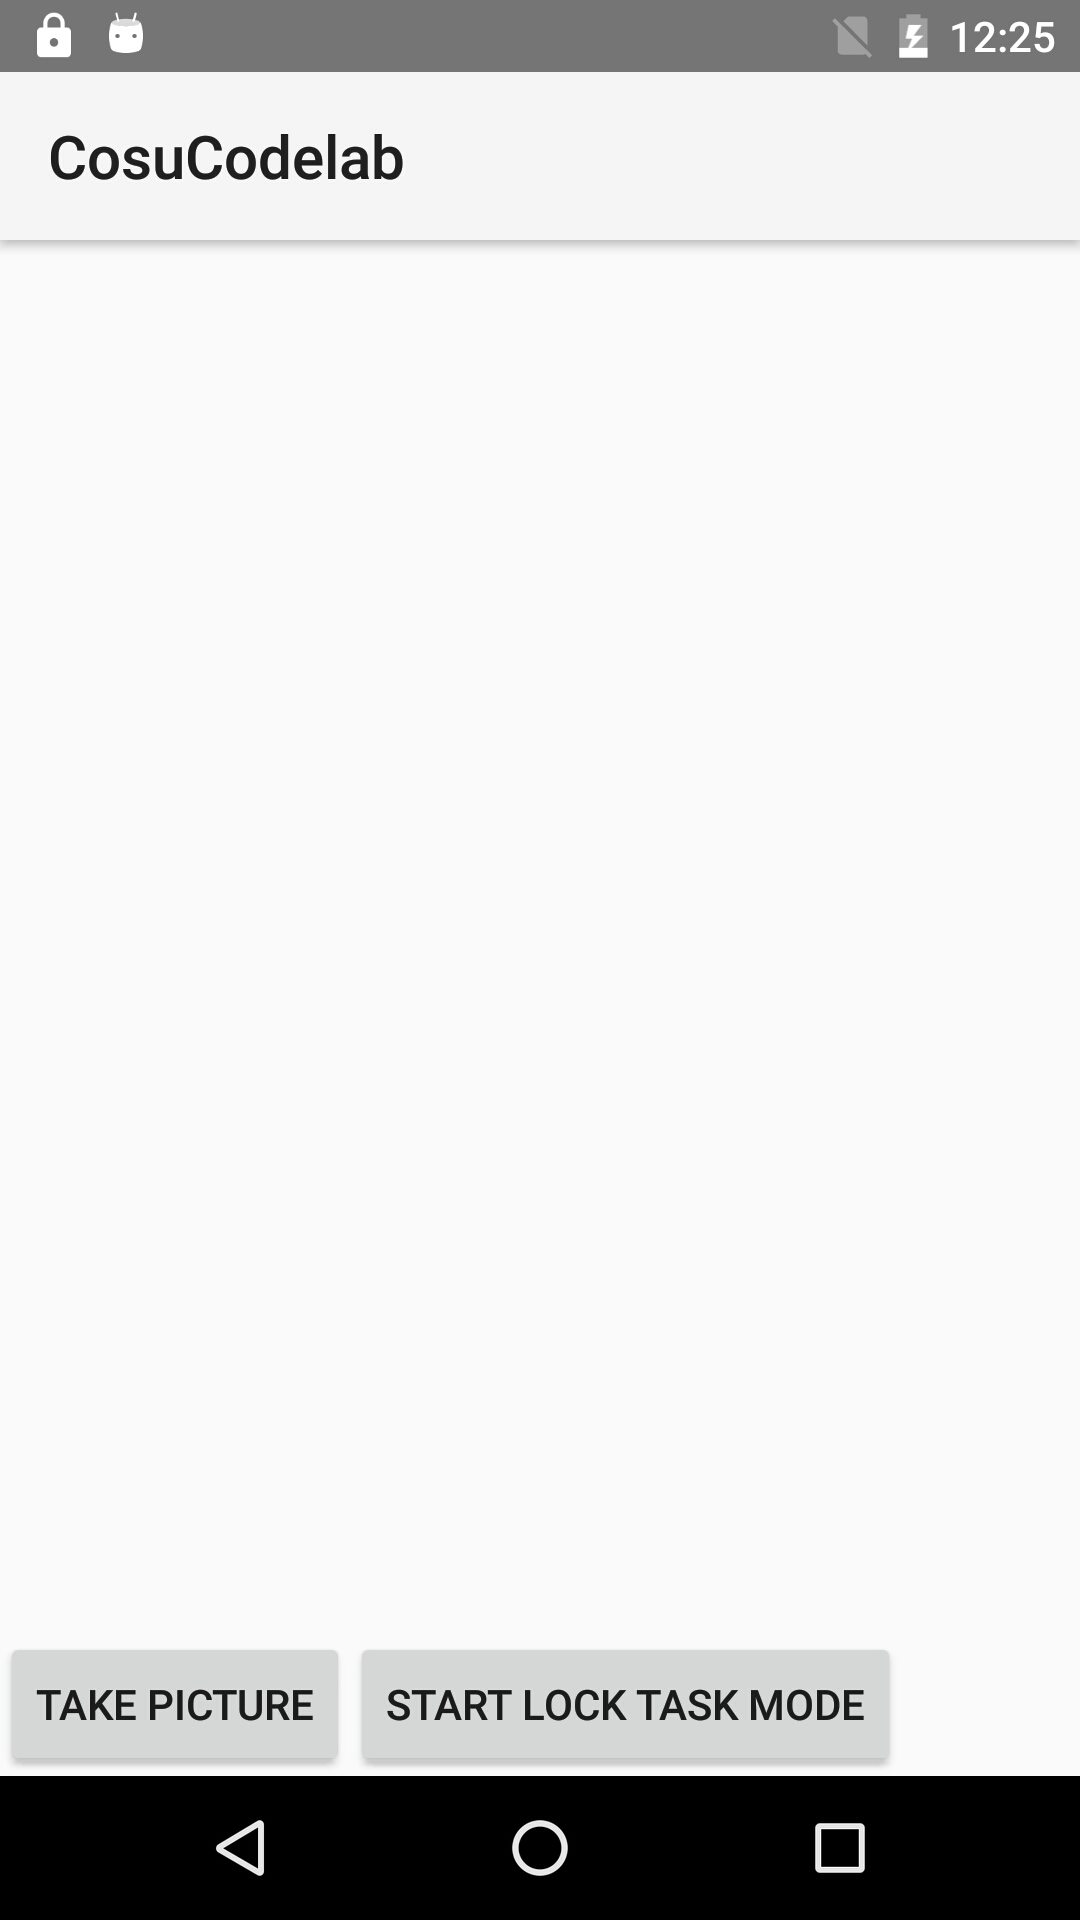 12:25
CosuCodelab
TAKE PICTURE
START LOCK TASK MODE